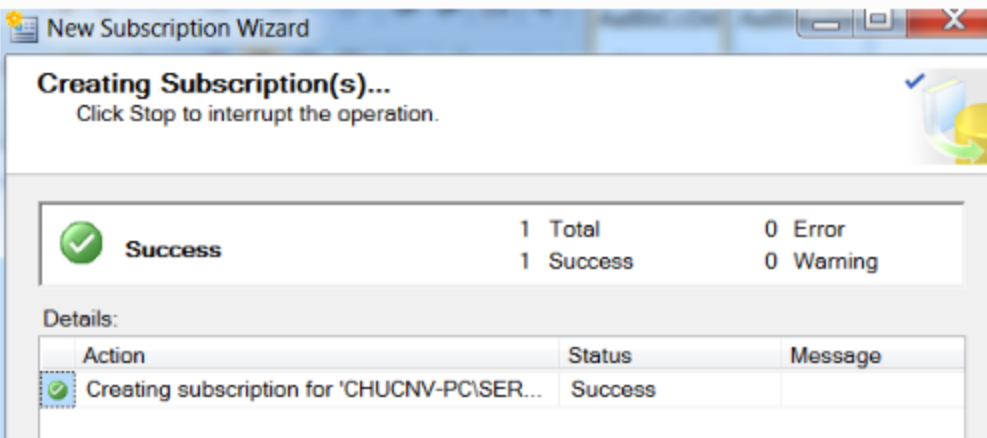 New Subscription Wizard
Creating Subscription(s)...
Click Stop to interrupt the operation.
Success 1 Total 0 Error
1 Success 0 Warning
Details:
Action Status Message
Creating subscription for 'CHUCNV-PC\SER... Success